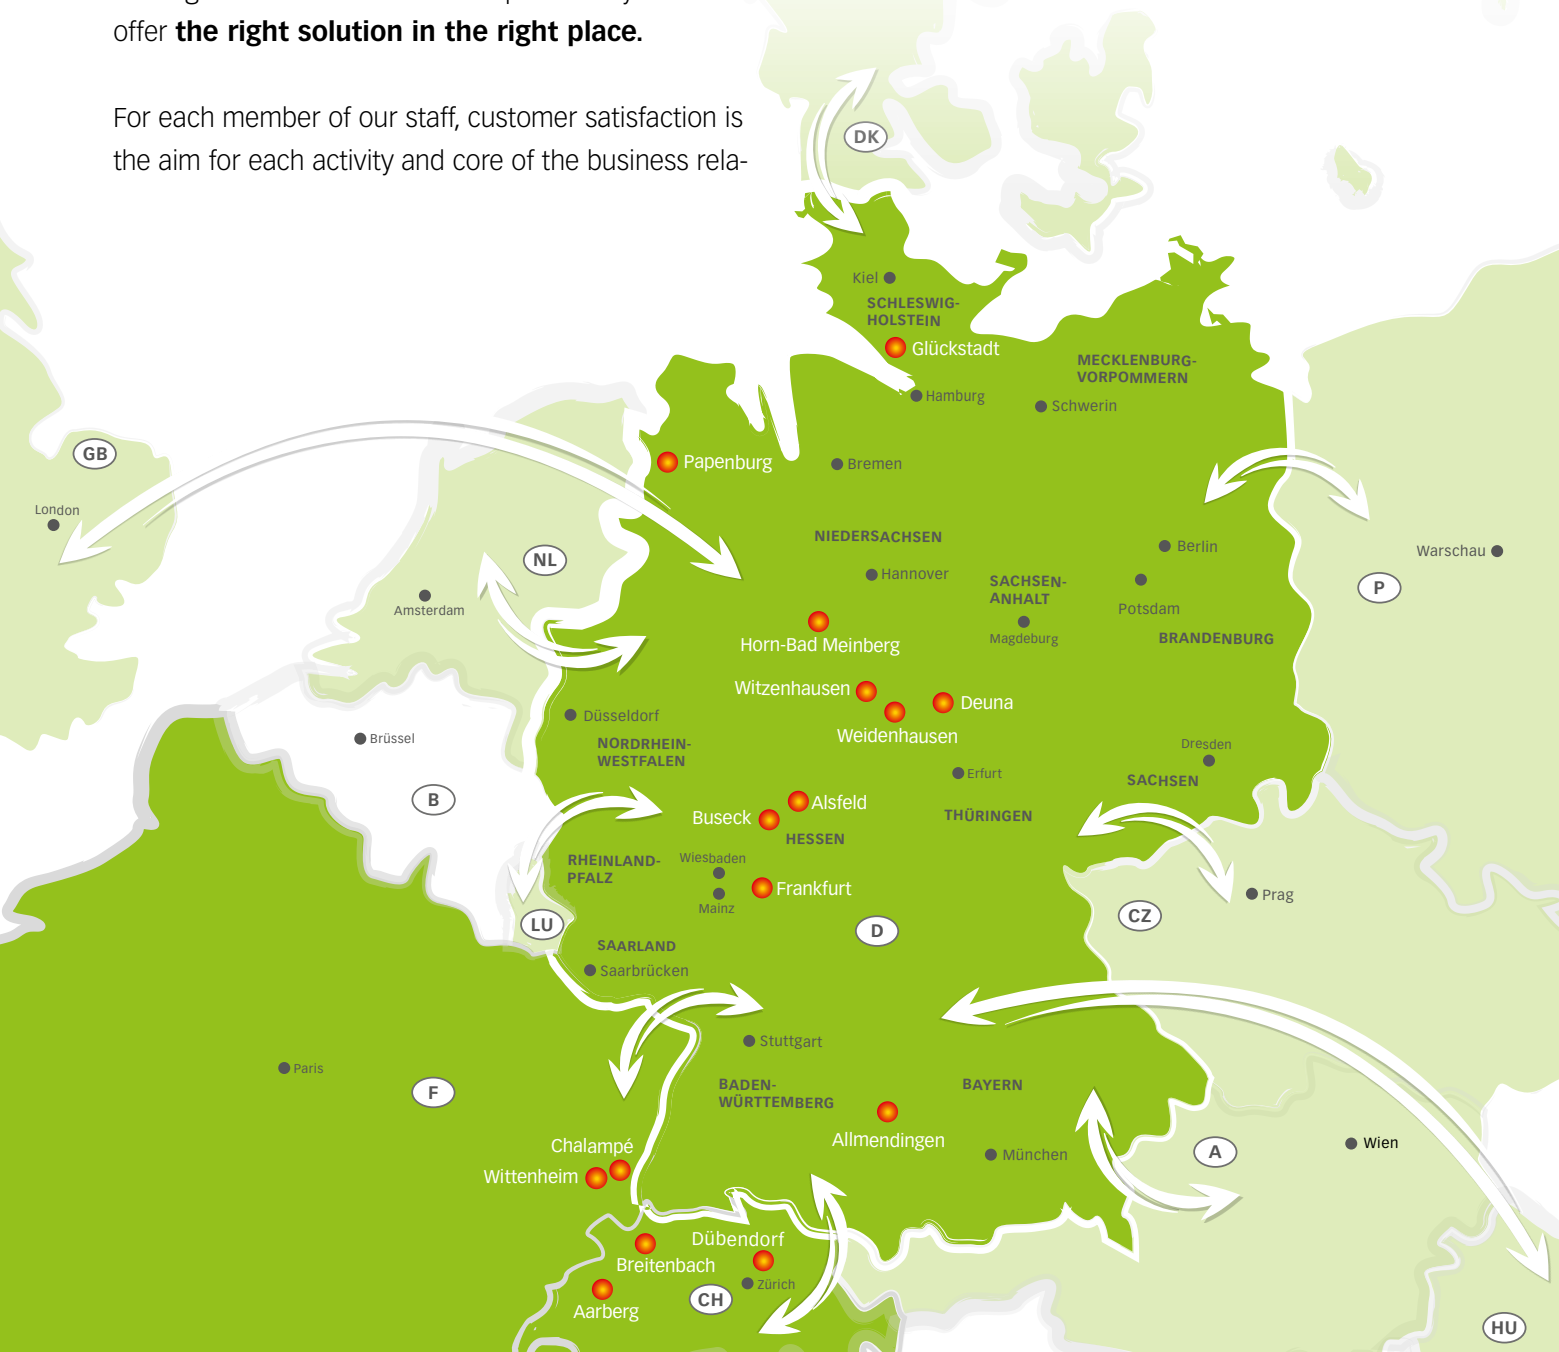 offer the right solution in the right place.
For each member of our staff, customer satisfaction is
the aim for each activity and core of the business rela-
DK
Kiel
SCHLESWIG-
HOLSTEIN
Glückstadt
MECKLENBURG-
VORPOMMERN
Hamburg
Schwerin
GB
Papenburg
Bremen
London
NIEDERSACHSEN
Berlin
Warschau
NL
Hannover
SACHSEN-
ANHALT
Potsdam
P
Amsterdam
Magdeburg
BRANDENBURG
Horn-Bad Meinberg
Witzenhausen
Deuna
Weidenhausen
Düsseldorf
Brüssel
NORDRHEIN-
WESTFALEN
Dresden
Erfurt
SACHSEN
B
Alsfeld
Buseck
THÜRINGEN
HESSEN
RHEINLAND-
PFALZ
Wiesbaden
Mainz
Frankfurt
Prag
CZ
LU
D
SAARLAND
Saarbrücken
Stuttgart
Paris
F
BADEN-
WÜRTTEMBERG
BAYERN
Allmendingen
München
A
Wien
Chalampé
Wittenheim
Dübendorf
Breitenbach
Zürich
CH
Aarberg
HU